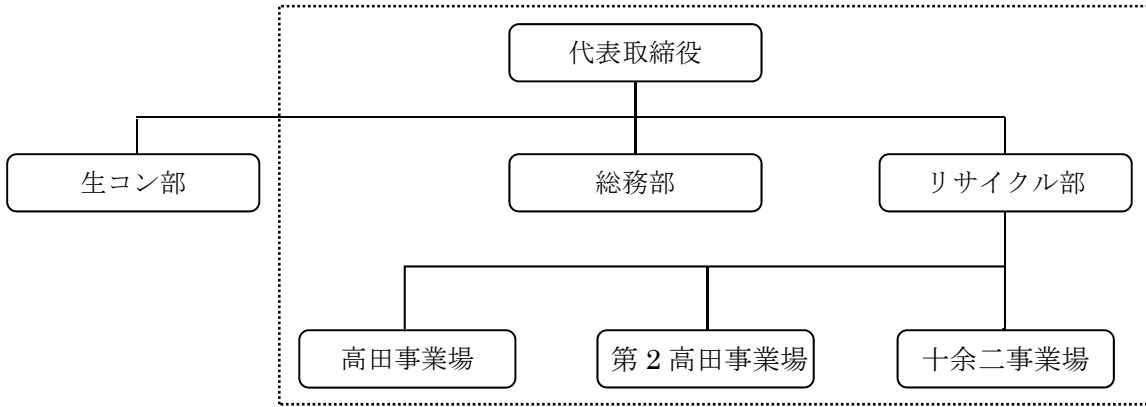 代表取締役
生コン部
総務部
リサイクル部
高田事業場
第2高田事業場
十余二事業場